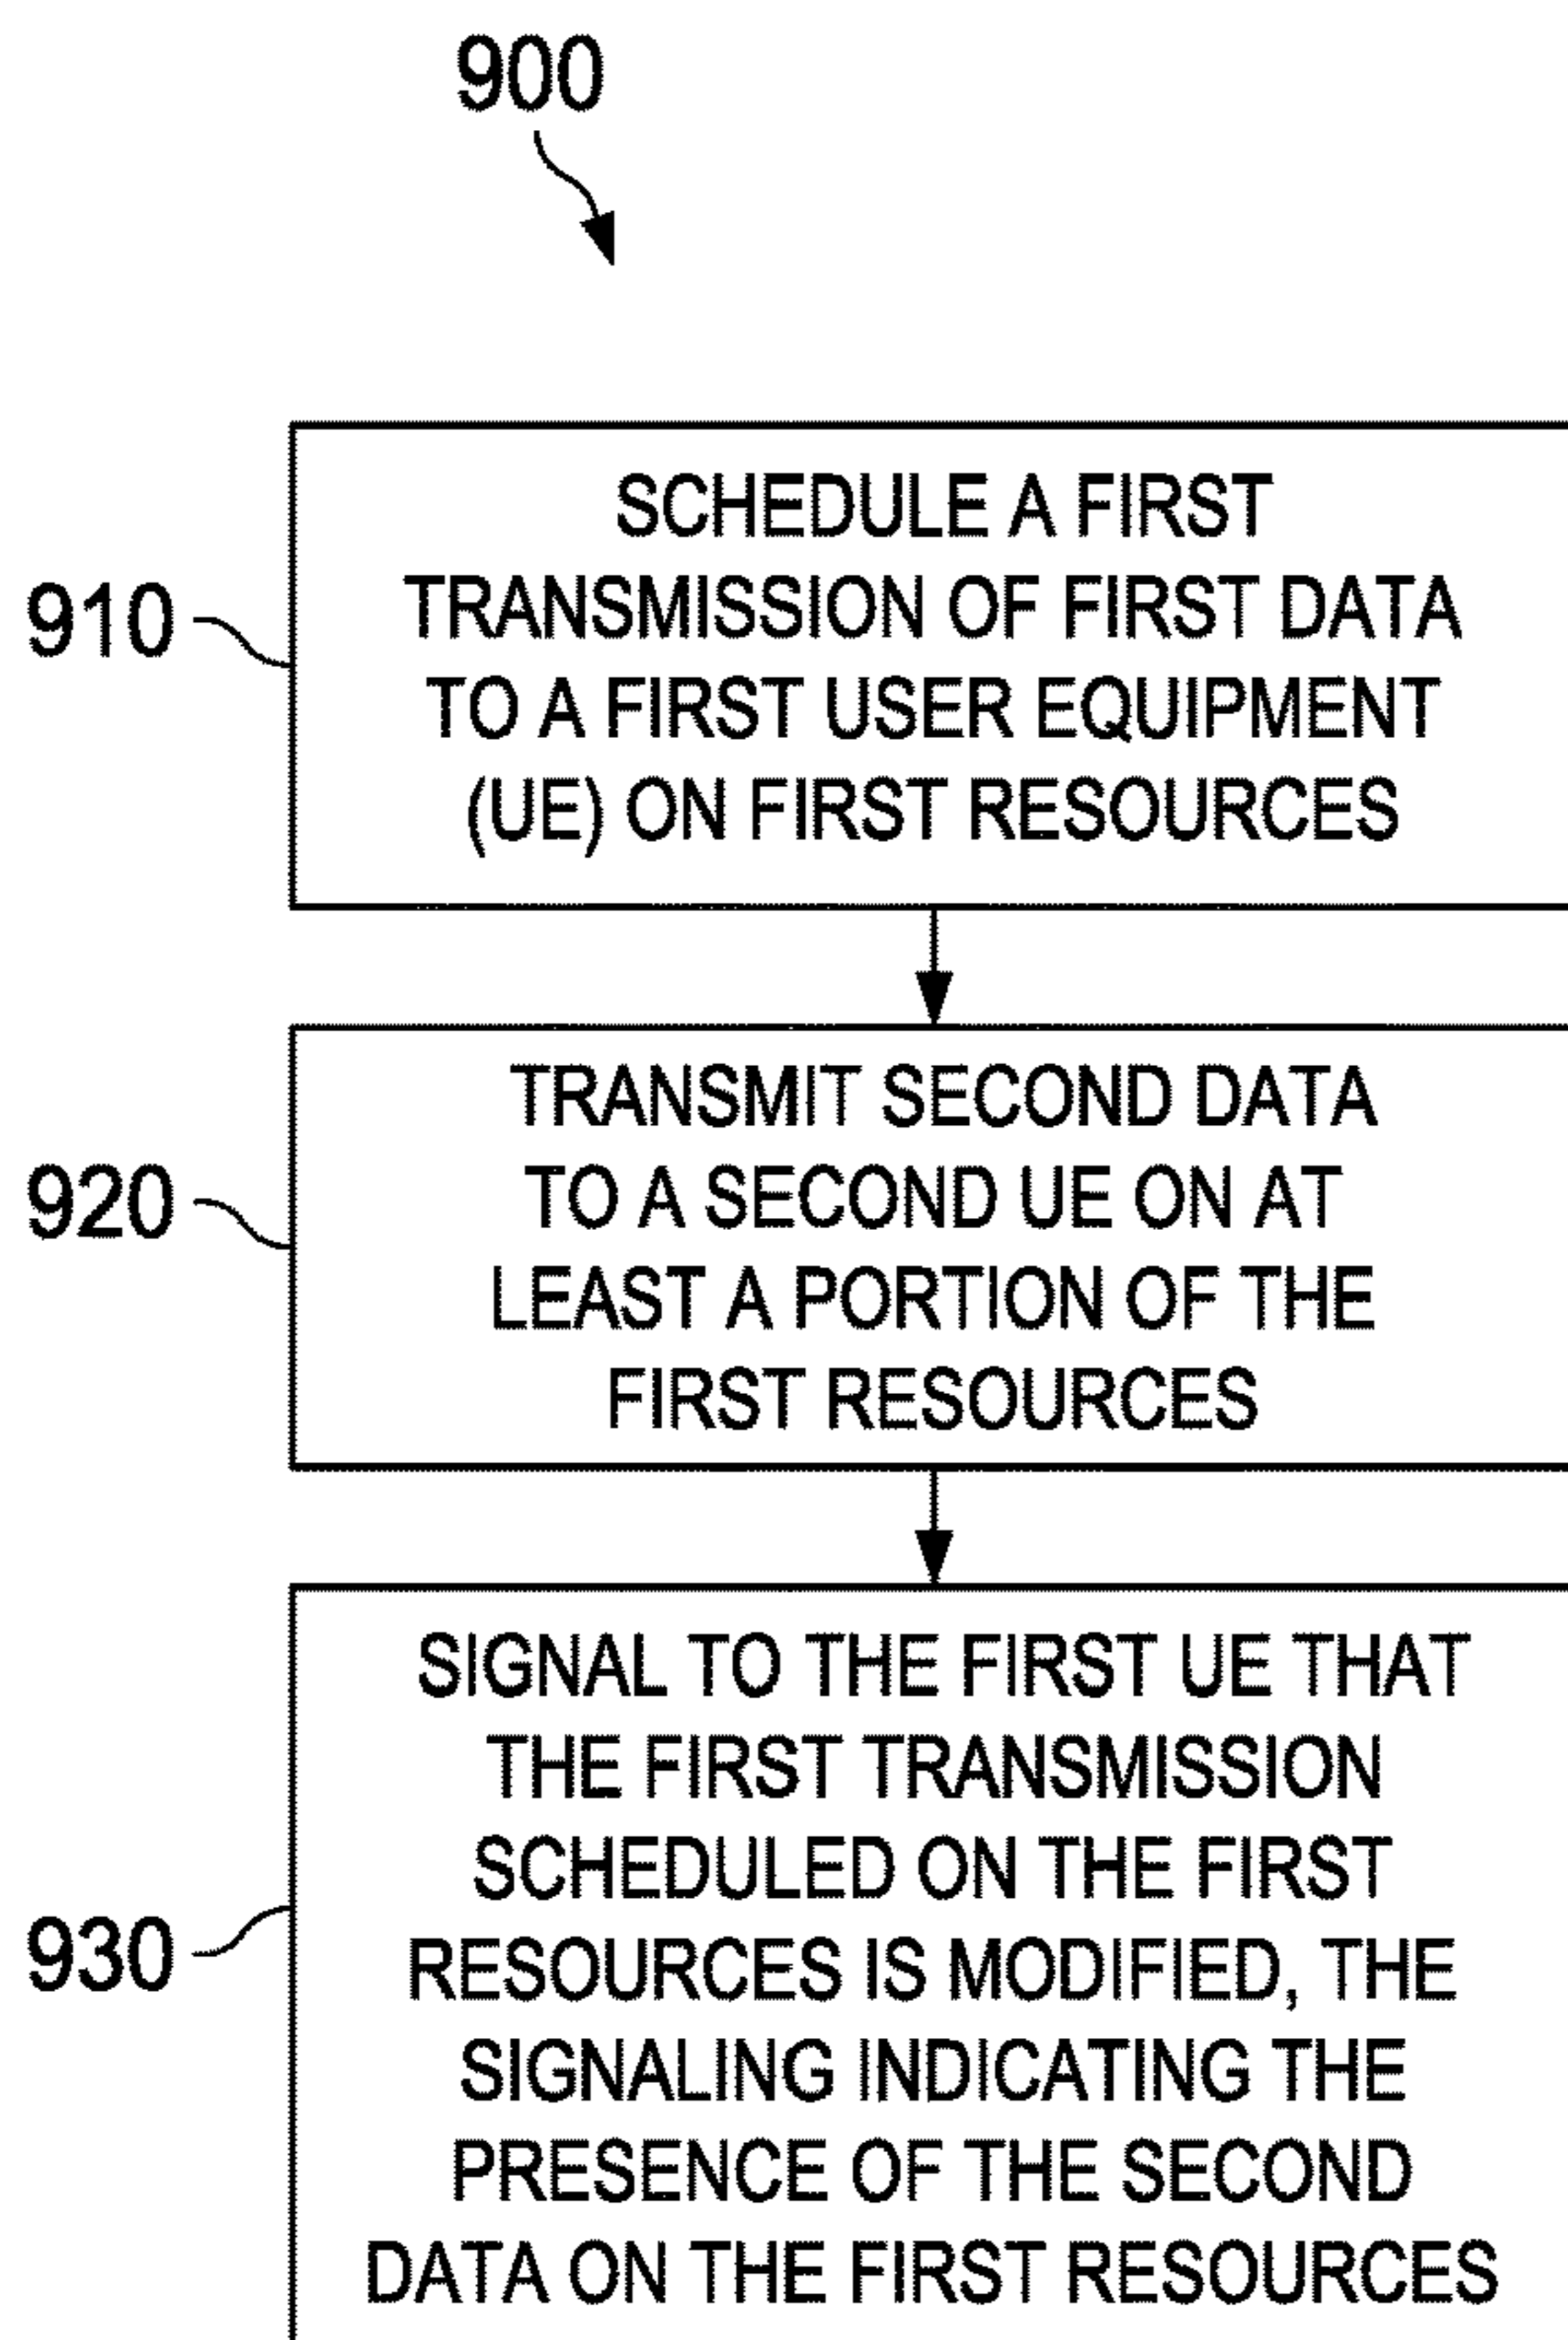 900
910
SCHEDULE A FIRST
TRANSMISSION OF FIRST DATA
TO A FIRST USER EQUIPMENT
(UE) ON FIRST RESOURCES
920
TRANSMIT SECOND DATA
TO A SECOND UE ON AT
LEAST A PORTION OF THE
FIRST RESOURCES
930
SIGNAL TO THE FIRST UE THAT
THE FIRST TRANSMISSION
SCHEDULED ON THE FIRST
RESOURCES IS MODIFIED, THE
SIGNALING INDICATING THE
PRESENCE OF THE SECOND
DATA ON THE FIRST RESOURCES